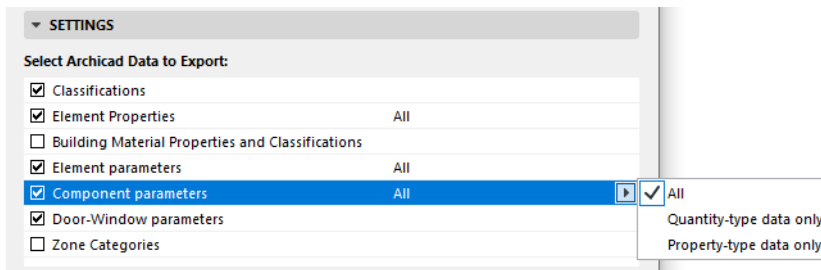 SETTINGS
Select Archicad Data to Export:
Classifications
Element Properties All
Building Material Properties and Classifications
Element parameters All
Component parameters All
All
Quantity-type data only
Property-type data only
Door-Window parameters
Zone Categories